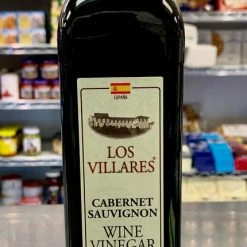 ESPAÑA
LOS
VILLARES®
CABERNET
SAUVIGNON
WINE
VINEGAR